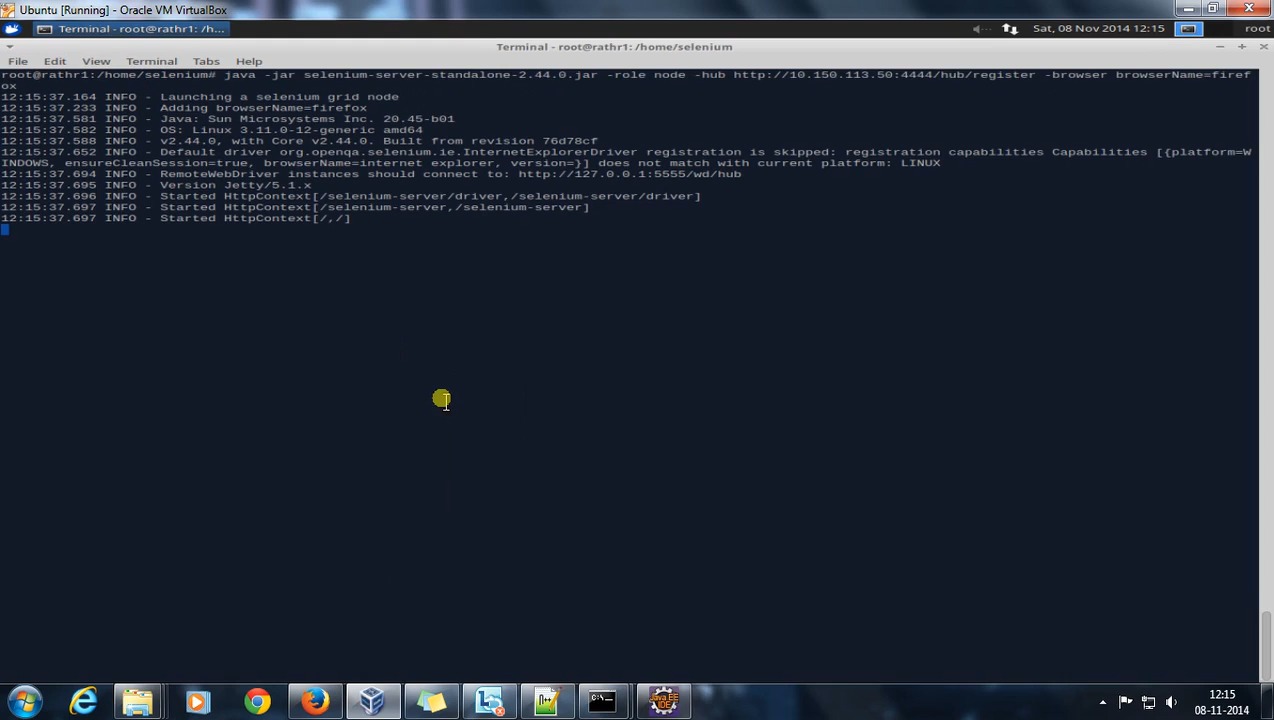 Ubuntu [Running] - Oracle VM VirtualBox
Terminal - root@rathr1: /h...
Sat, 08 Nov 2014 12:15
root
Terminal - root@rathr1: /home/selenium
File Edit View Terminal Tabs Help
root@rathr1:/home/selenium# java -jar selenium-server-standalone-2.44.0.jar -role node -hub http://10.150.113.50:4444/hub/register -browser browserName=firef
ox
12:15:37.164 INFO - Launching a selenium grid node
12:15:37.233 INFO - Adding browserName=firefox
12:15:37.581 INFO - Java: Sun Microsystems Inc. 20.45-b01
12:15:37.582 INFO - OS: Linux 3.11.0-12-generic amd64
12:15:37.588 INFO - v2.44.0, with Core v2.44.0. Built from revision 76d78cf
12:15:37.652 INFO - Default driver org.openqa.selenium.ie.InternetExplorerDriver registration is skipped: registration capabilities Capabilities [{platform=W
INDOWS, ensureCleanSession=true, browserName=internet explorer, version=}] does not match with current platform: LINUX
12:15:37.694 INFO - RemoteWebDriver instances should connect to: http://127.0.0.1:5555/wd/hub
12:15:37.695 INFO - Version Jetty/5.1.x
12:15:37.696 INFO - Started HttpContext[/selenium-server/driver,/selenium-server/driver]
12:15:37.697 INFO - Started HttpContext[/selenium-server,/selenium-server]
12:15:37.697 INFO - Started HttpContext[/,/]
Java EE
IDE
12:15
08-11-2014